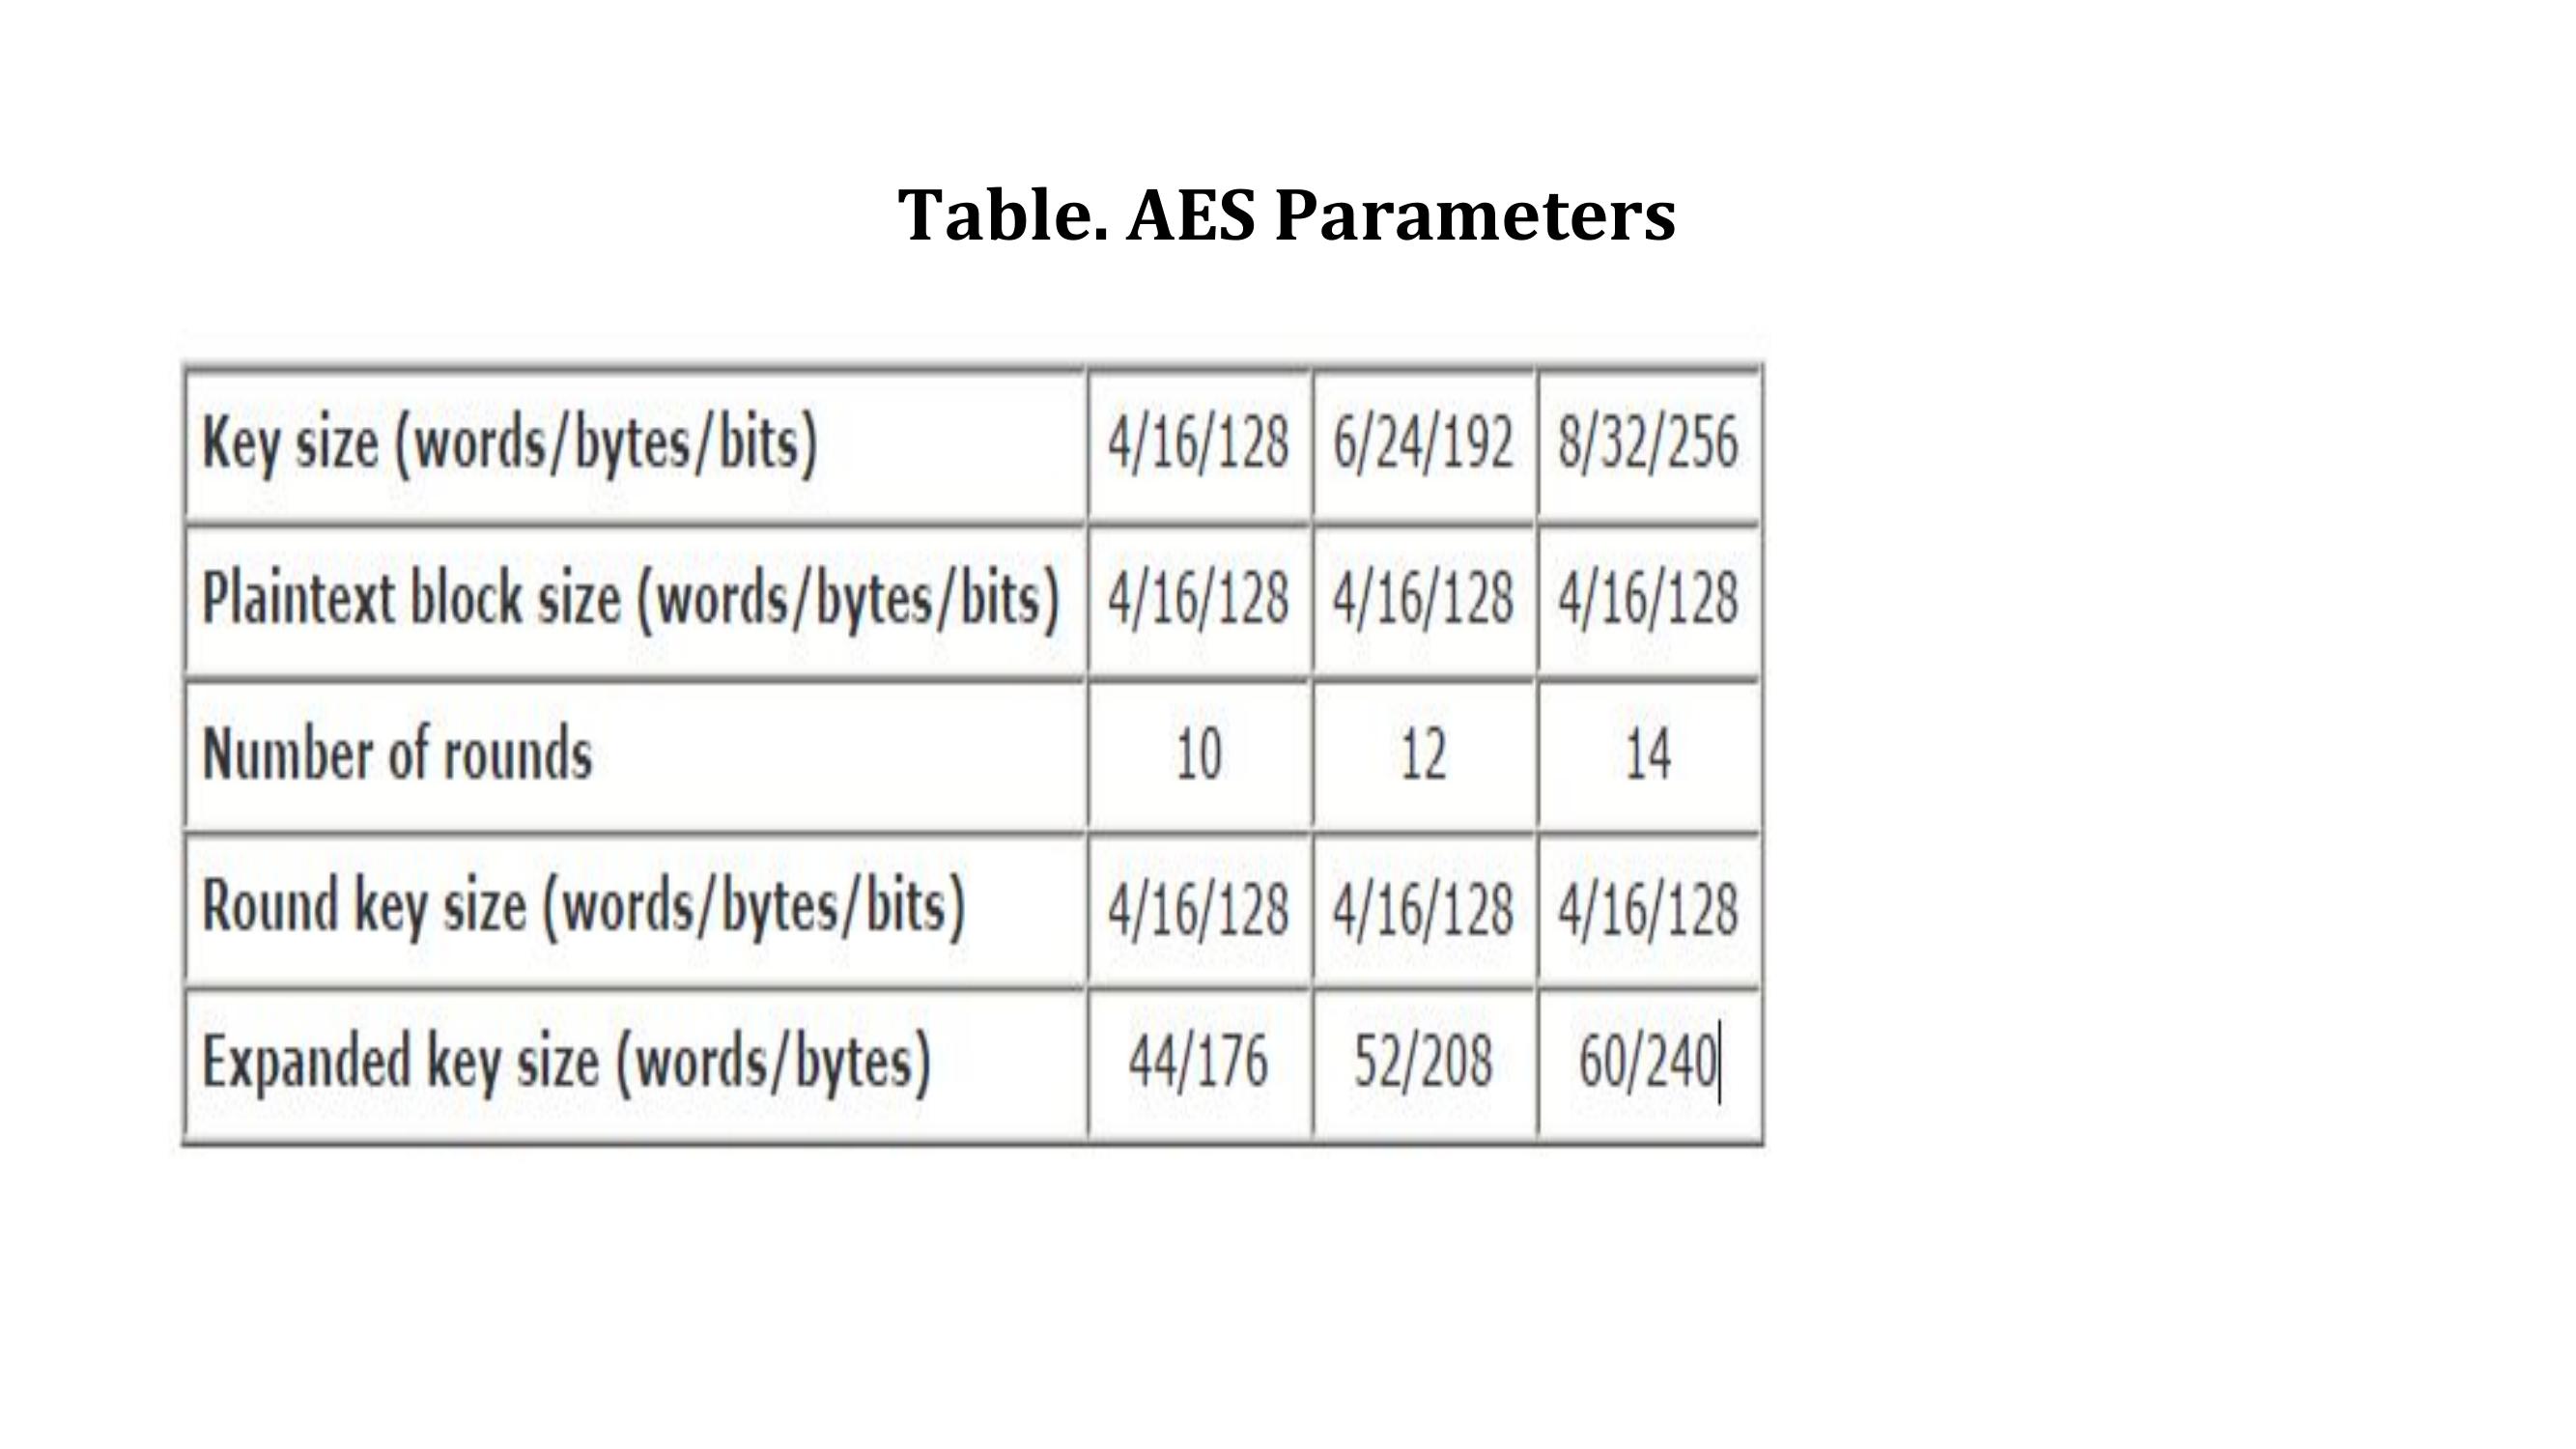 Table. AES Parameters
Key size (words/bytes/bits) 4/16/128 6/24/192 8/32/256
Plaintext block size (words/bytes/bits) 4/16/128 4/16/128 4/16/128
Number of rounds 10 12 14
Round key size (words/bytes/bits) 4/16/128 4/16/128 4/16/128
Expanded key size (words/bytes) 44/176 52/208 60/240